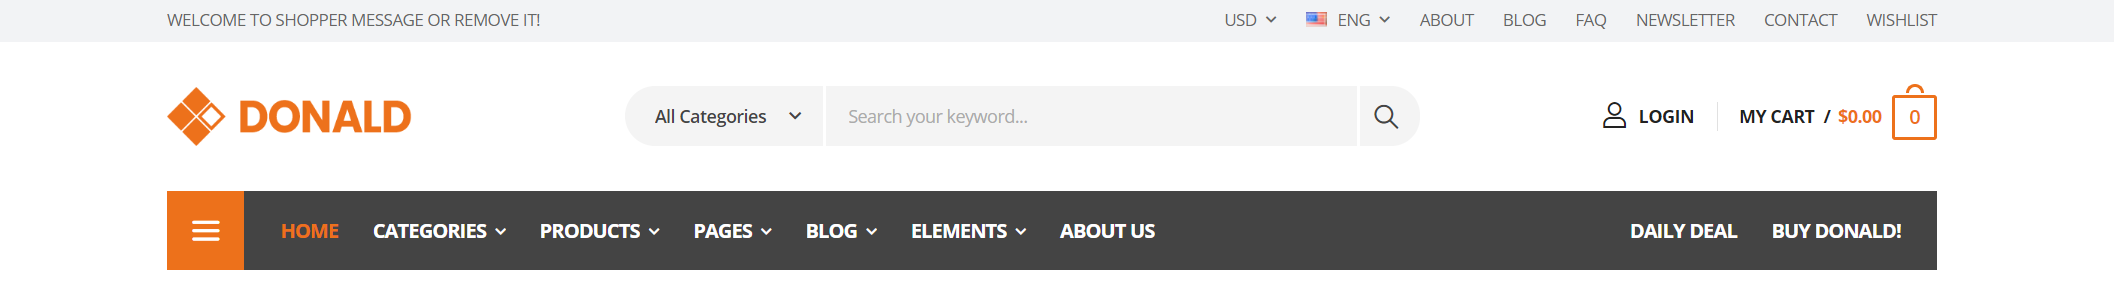 WELCOME TO SHOPPER MESSAGE OR REMOVE IT! USD ENG ABOUT BLOG FAQ NEWSLETTER CONTACT WISHLIST
DONALD All Categories Search your keyword... LOGIN MY CART / $0.00 0
HOME CATEGORIES PRODUCTS PAGES BLOG ELEMENTS ABOUT US DAILY DEAL BUY DONALD!